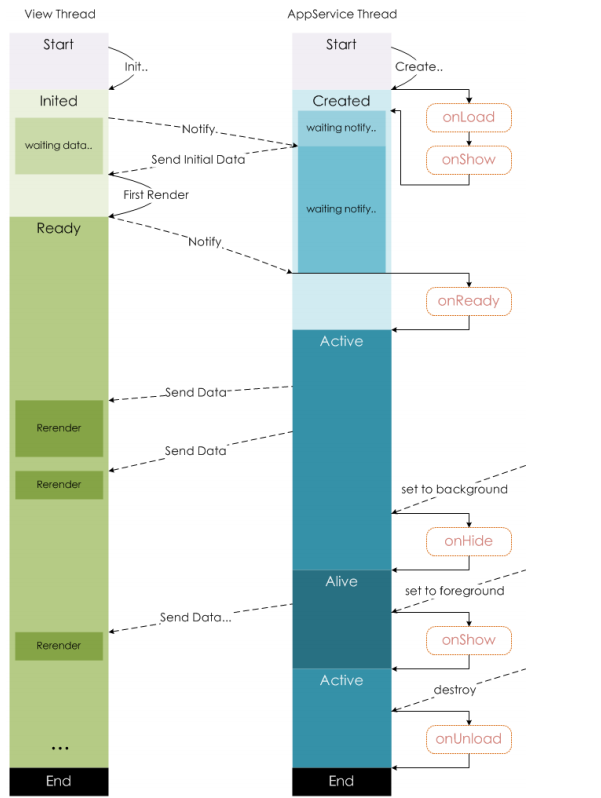 View Thread
AppService Thread
Start
Start
Init..
Create..
Inited
Created
onLoad
waiting notify..
Notify
waiting data..
Send Initial Data
onShow
First Render
waiting notify..
Ready
Notify
onReady
Active
Send Data
Rerender
Send Data
Rerender
set to background
onHide
Alive
set to foreground
Send Data...
onShow
Rerender
Active
destroy
onUnload
...
End
End